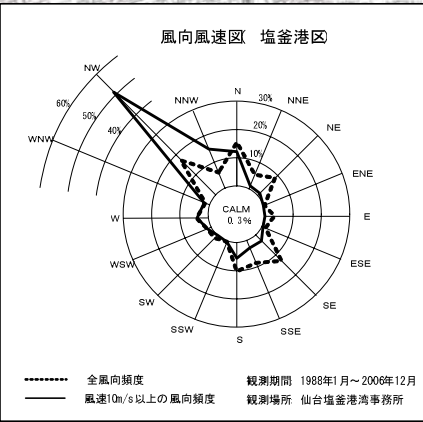 風向風速図( 塩釜港区)
NW
N
60%
50%
40%
30%
20%
10%
NNW
NNE
NE
WNW
ENE
W
CALM
0.3%
E
WSW
ESE
SW
SE
SSW
SSE
S
全風向頻度
観測期間 1988年1月~2006年12月
風速10m/s以上の風向頻度
観測場所 仙台塩釜港湾事務所